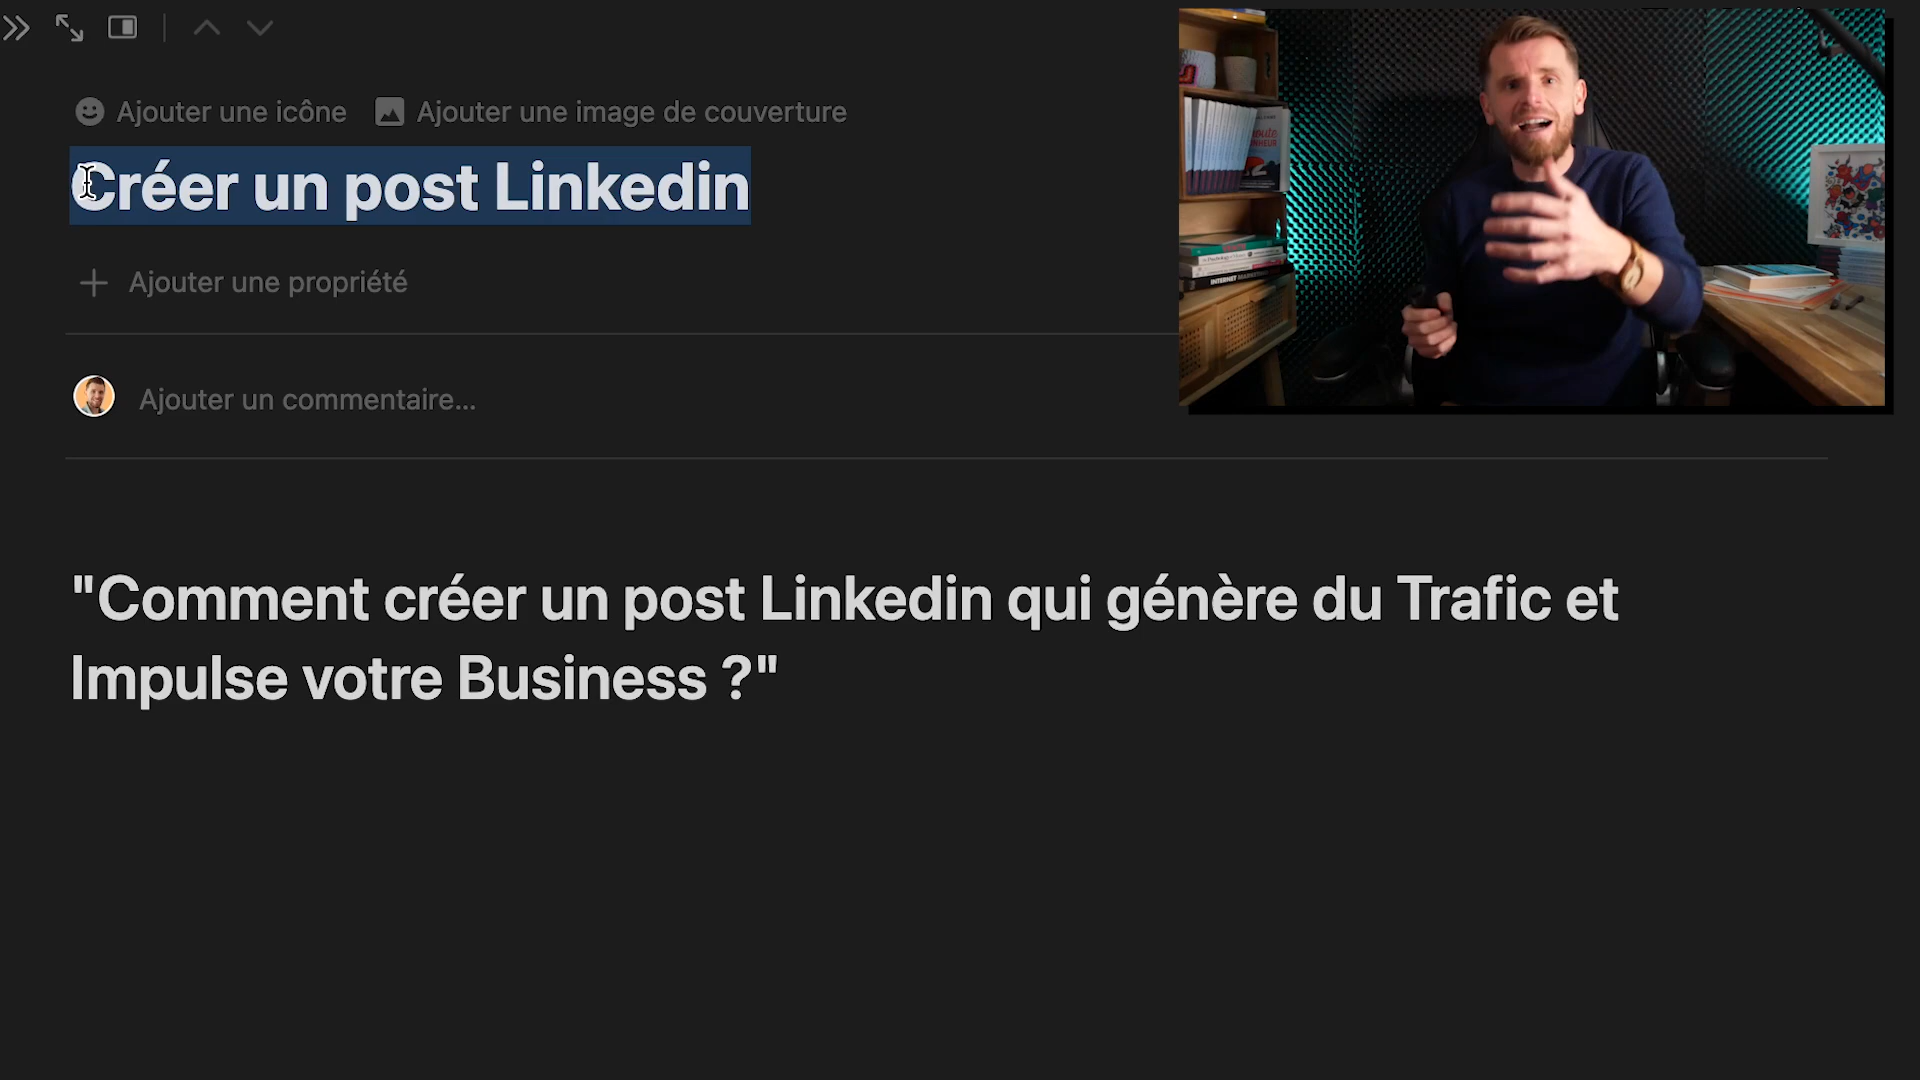 Ajouter une icône Ajouter une image de couverture
Créer un post Linkedin
Ajouter une propriété
Ajouter un commentaire...
"Comment créer un post Linkedin qui génère du Trafic et
Impulse votre Business ?"
INTERNET